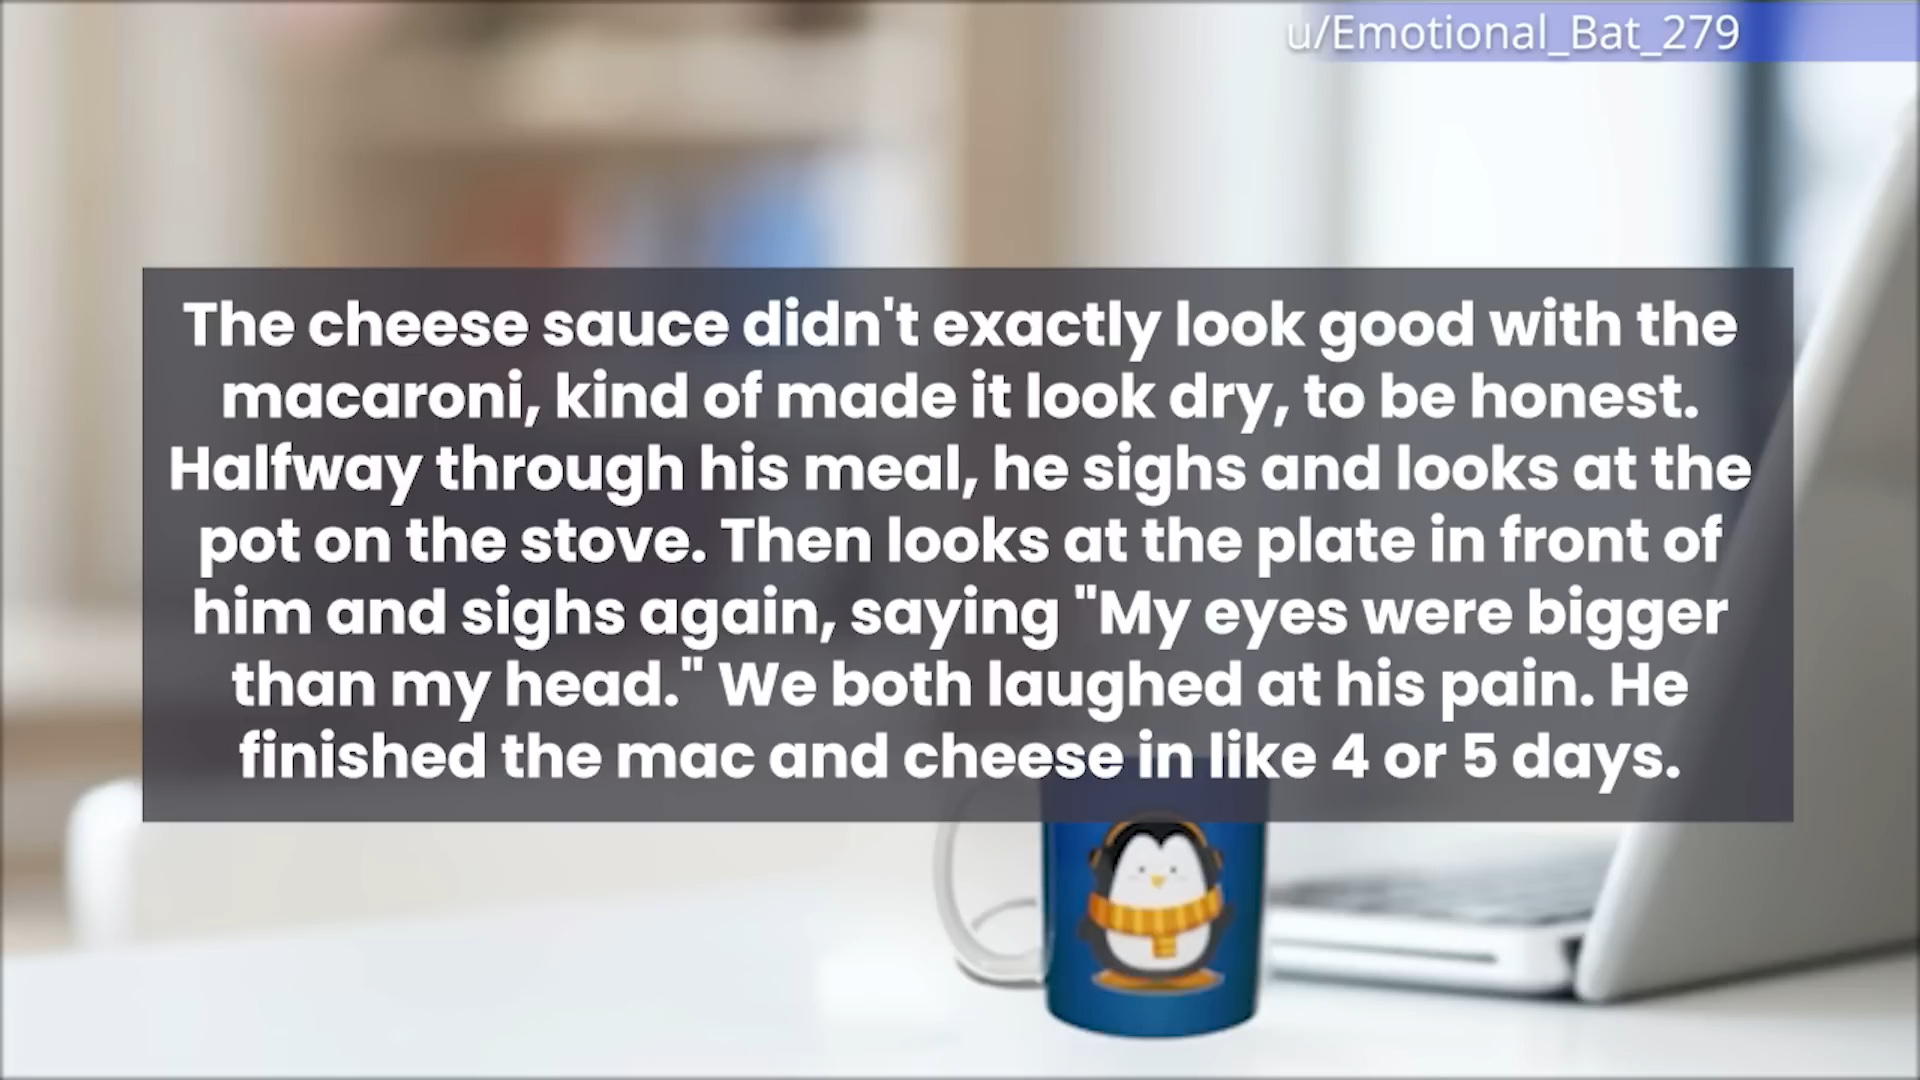 u/Emotional_Bat_279
The cheese sauce didn't exactly look good with the
macaroni, kind of made it look dry, to be honest.
Halfway through his meal, he sighs and looks at the
pot on the stove. Then looks at the plate in front of
him and sighs again, saying "My eyes were bigger
than my head." We both laughed at his pain. He
finished the mac and cheese in like 4 or 5 days.